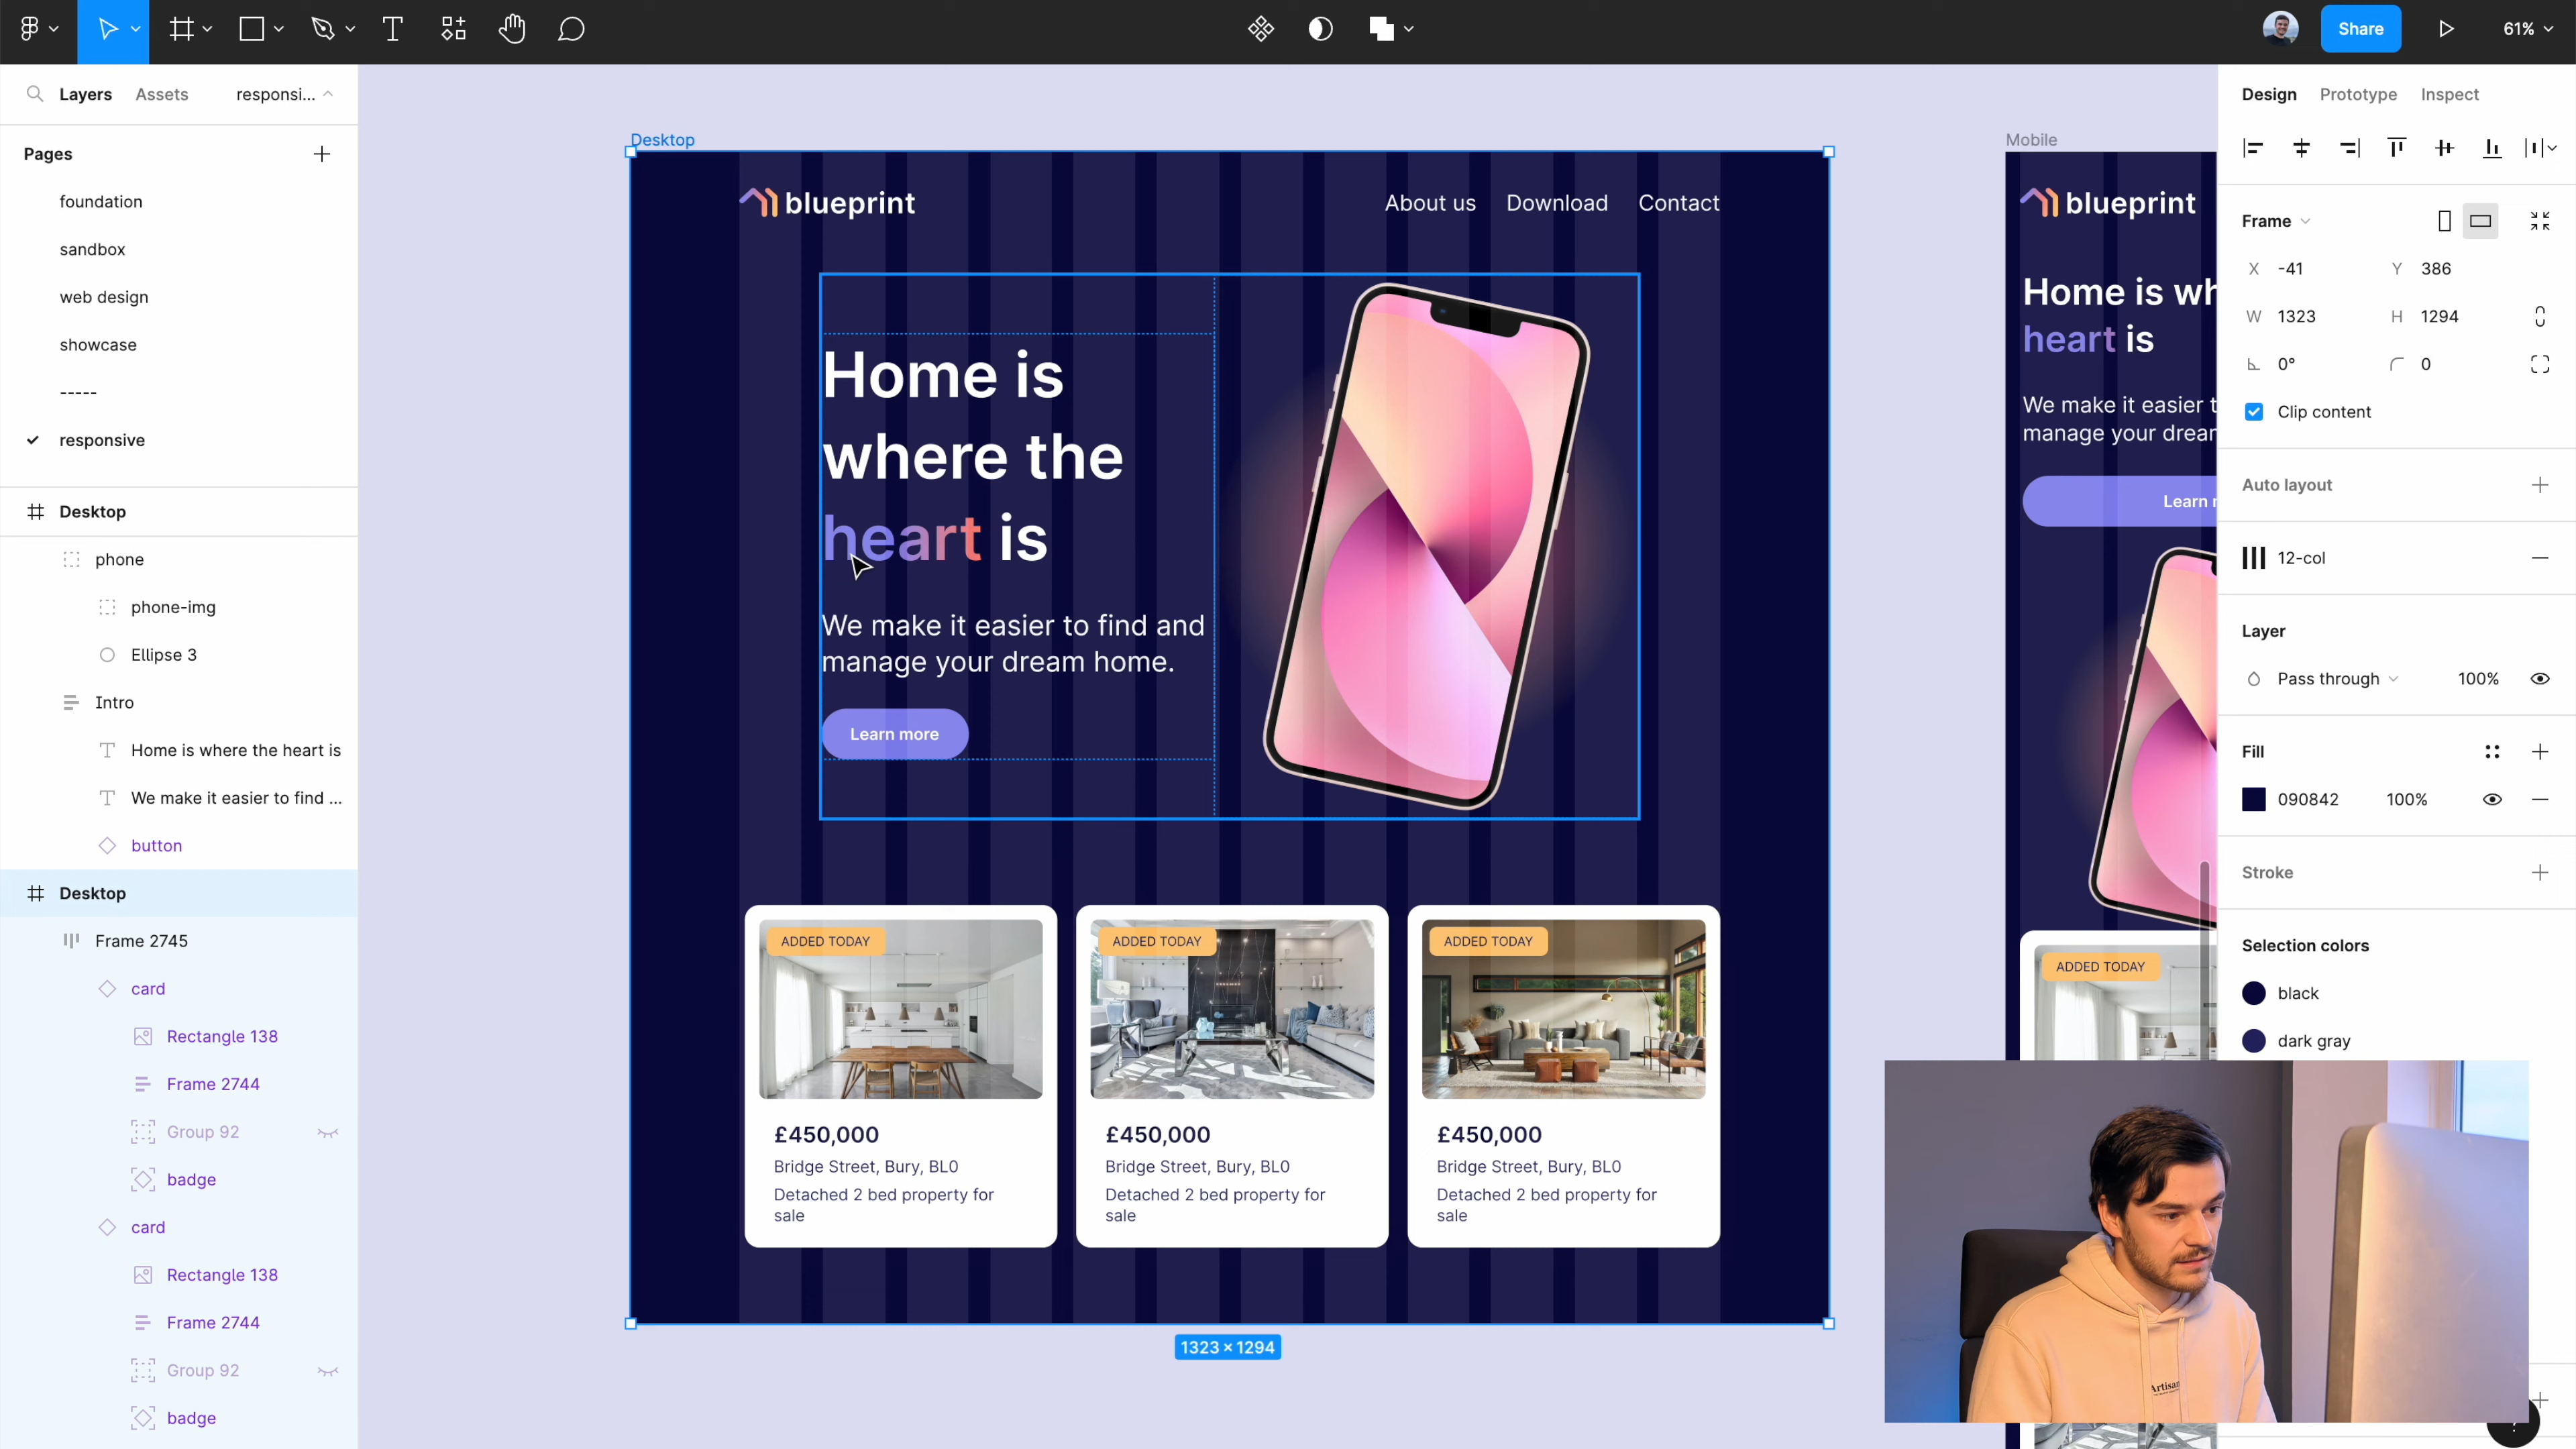 Share
61%
Layers
Assets
responsi...
Pages
foundation
sandbox
web design
showcase
-----
responsive
Desktop
phone
phone-img
Ellipse 3
Intro
Home is where the heart is
We make it easier to find ...
button
Desktop
Frame 2745
card
Rectangle 138
Frame 2744
Group 92
badge
card
Rectangle 138
Frame 2744
Group 92
badge
Desktop
blueprint
About us
Download
Contact
Home is
where the
heart is
We make it easier to find and
manage your dream home.
Learn more
ADDED TODAY
£450,000
Bridge Street, Bury, BL0
Detached 2 bed property for
sale
ADDED TODAY
£450,000
Bridge Street, Bury, BL0
Detached 2 bed property for
sale
ADDED TODAY
£450,000
Bridge Street, Bury, BL0
Detached 2 bed property for
sale
1323 × 1294
Mobile
blueprint
Home is
heart is
We make it easier
manage your
Learn
ADDED TODAY
Design
Prototype
Inspect
Frame
X -41
Y 386
W 1323
H 1294
0°
0
Clip content
Auto layout
12-col
Layer
Pass through
100%
Fill
090842
100%
Stroke
Selection colors
black
dark gray
Artisan